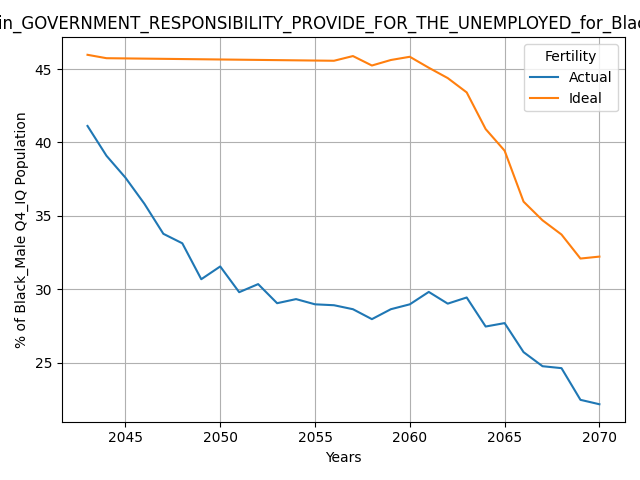 in_GOVERNMENT_RESPONSIBILITY_PROVIDE_FOR_THE_UNEMPLOYED_for_Blac
Fertility
Actual
Ideal
% of Black_Male Q4_IQ Population
45
40
35
30
25
2045
2050
2055
2060
2065
2070
Years